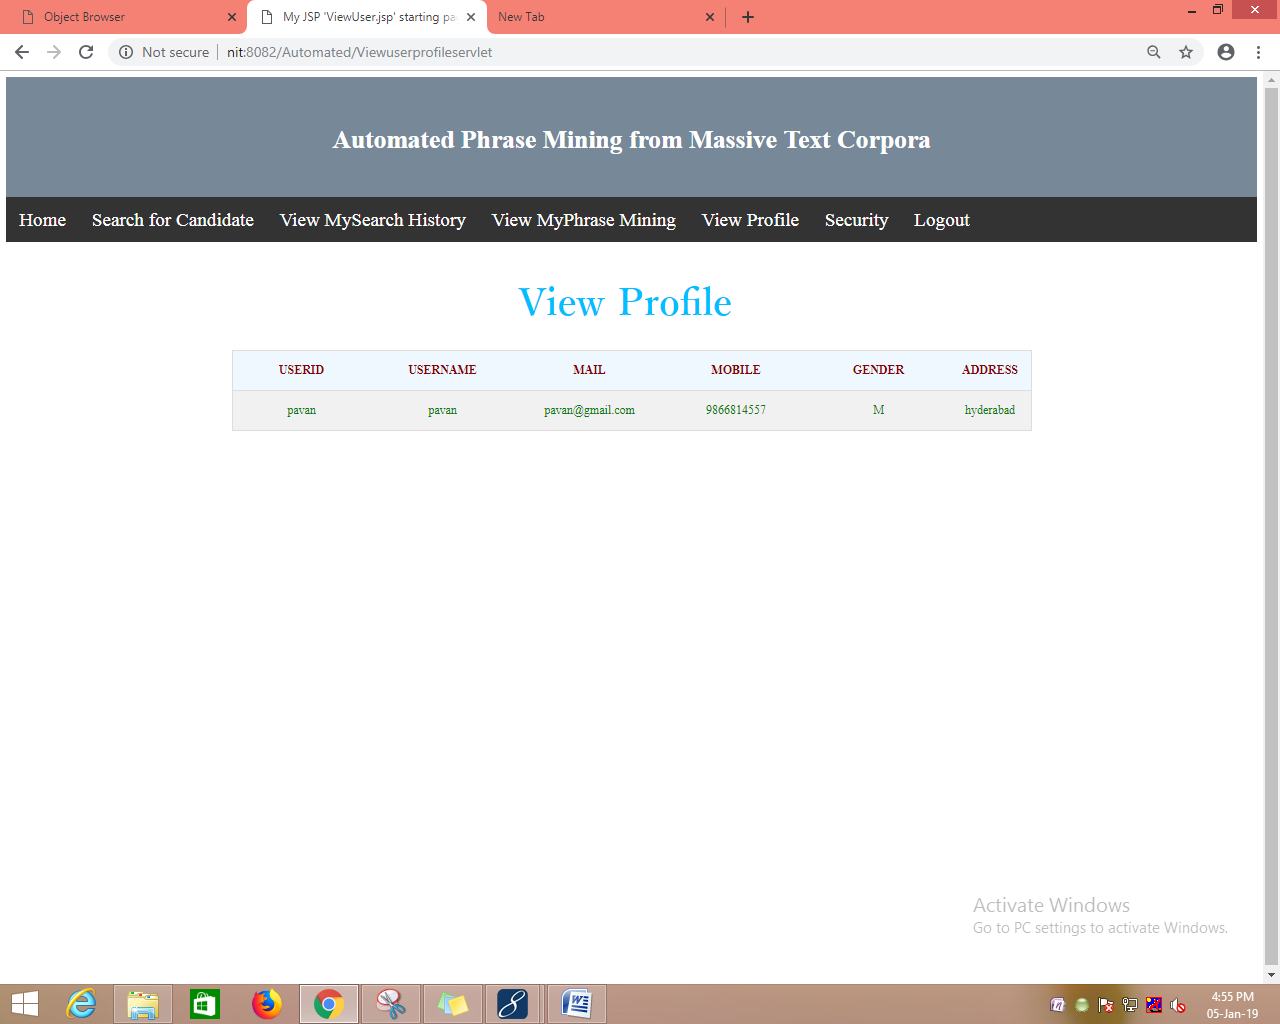 Object Browser
My JSP 'ViewUser.jsp' starting pa
New Tab
Not secure
nit:8082/Automated/Viewuserprofileservlet
Automated Phrase Mining from Massive Text Corpora
Home Search for Candidate View MySearch History View MyPhrase Mining View Profile Security Logout
View Profile
USERID USERNAME MAIL MOBILE GENDER ADDRESS
pavan pavan pavan@gmail.com 9866814557 M hyderabad
Activate Windows
Go to PC settings to activate Windows.
4:55 PM
05-Jan-19